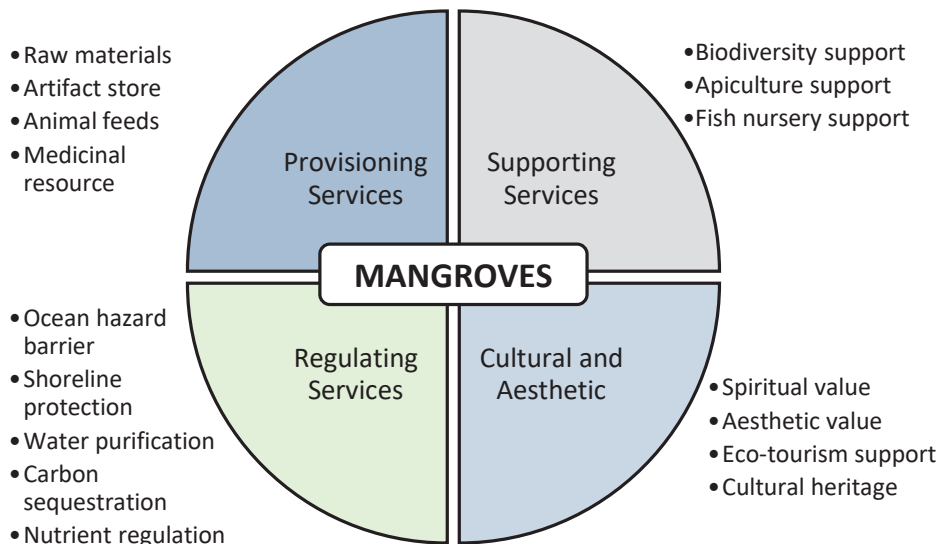 •Raw materials
•Artifact store
•Animal feeds
•Medicinal
resource
Provisioning
Services
•Biodiversity support
•Apiculture support
•Fish nursery support
Supporting
Services
MANGROVES
•Ocean hazard
barrier
•Shoreline
protection
•Water purification
•Carbon
sequestration
•Nutrient regulation
Regulating
Services
Cultural and
Aesthetic
•Spiritual value
•Aesthetic value
•Eco-tourism support
•Cultural heritage